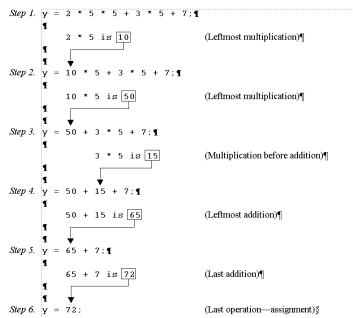 Step 1. y = 2 * 5 * 5 + 3 * 5 + 7;¶
¶
2 * 5 is 10 (Leftmost multiplication)¶
¶
¶
Step 2. y = 10 * 5 + 3 * 5 + 7;¶
¶
10 * 5 is 50 (Leftmost multiplication)¶
¶
¶
Step 3. y = 50 + 3 * 5 + 7;¶
¶
3 * 5 is 15 (Multiplication before addition)¶
¶
¶
Step 4. y = 50 + 15 + 7;¶
¶
50 + 15 is 65 (Leftmost addition)¶
¶
¶
Step 5. y = 65 + 7;¶
¶
65 + 7 is 72 (Last addition)¶
¶
¶
Step 6. y = 72; (Last operation—assignment)§